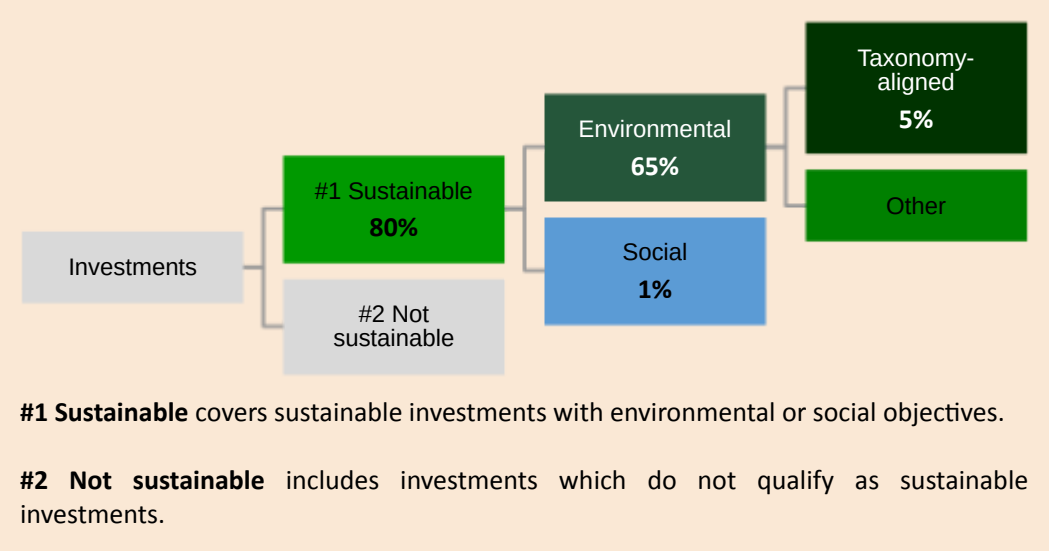 Taxonomy-
aligned
5%
Environmental
65%
#1 Sustainable
80%
Other
Social
1%
Investments
#2 Not
sustainable
#1 Sustainable covers sustainable investments with environmental or social objectives.
#2 Not sustainable includes investments which do not qualify as sustainable
investments.